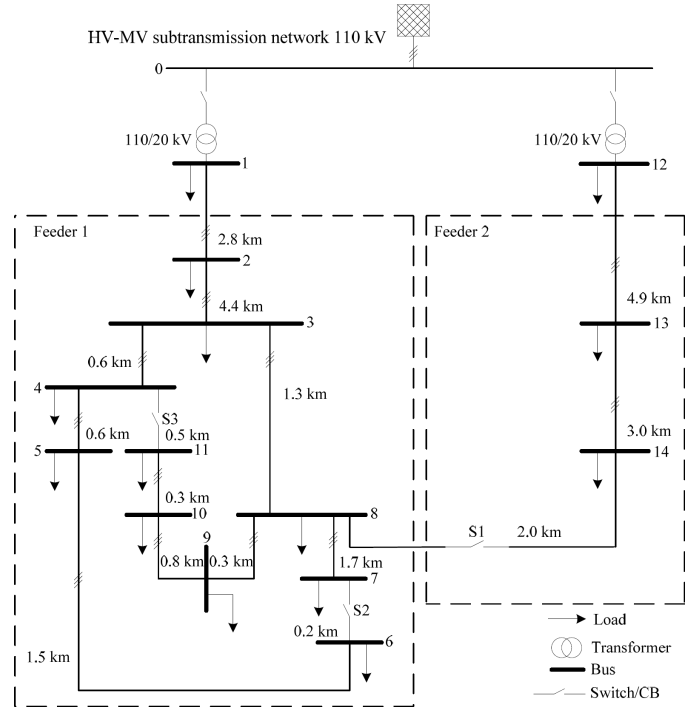 HV-MV subtransmission network 110 kV
0
110/20 kV
110/20 kV
1
12
Feeder 1
Feeder 2
2.8 km
2
4.4 km
4.9 km
3
13
0.6 km
1.3 km
4
S3
0.6 km
0.5 km
3.0 km
5
11
14
0.3 km
10
8
9
S1
2.0 km
0.8 km
0.3 km
1.7 km
7
S2
0.2 km
6
1.5 km
Load
Transformer
Bus
Switch/CB